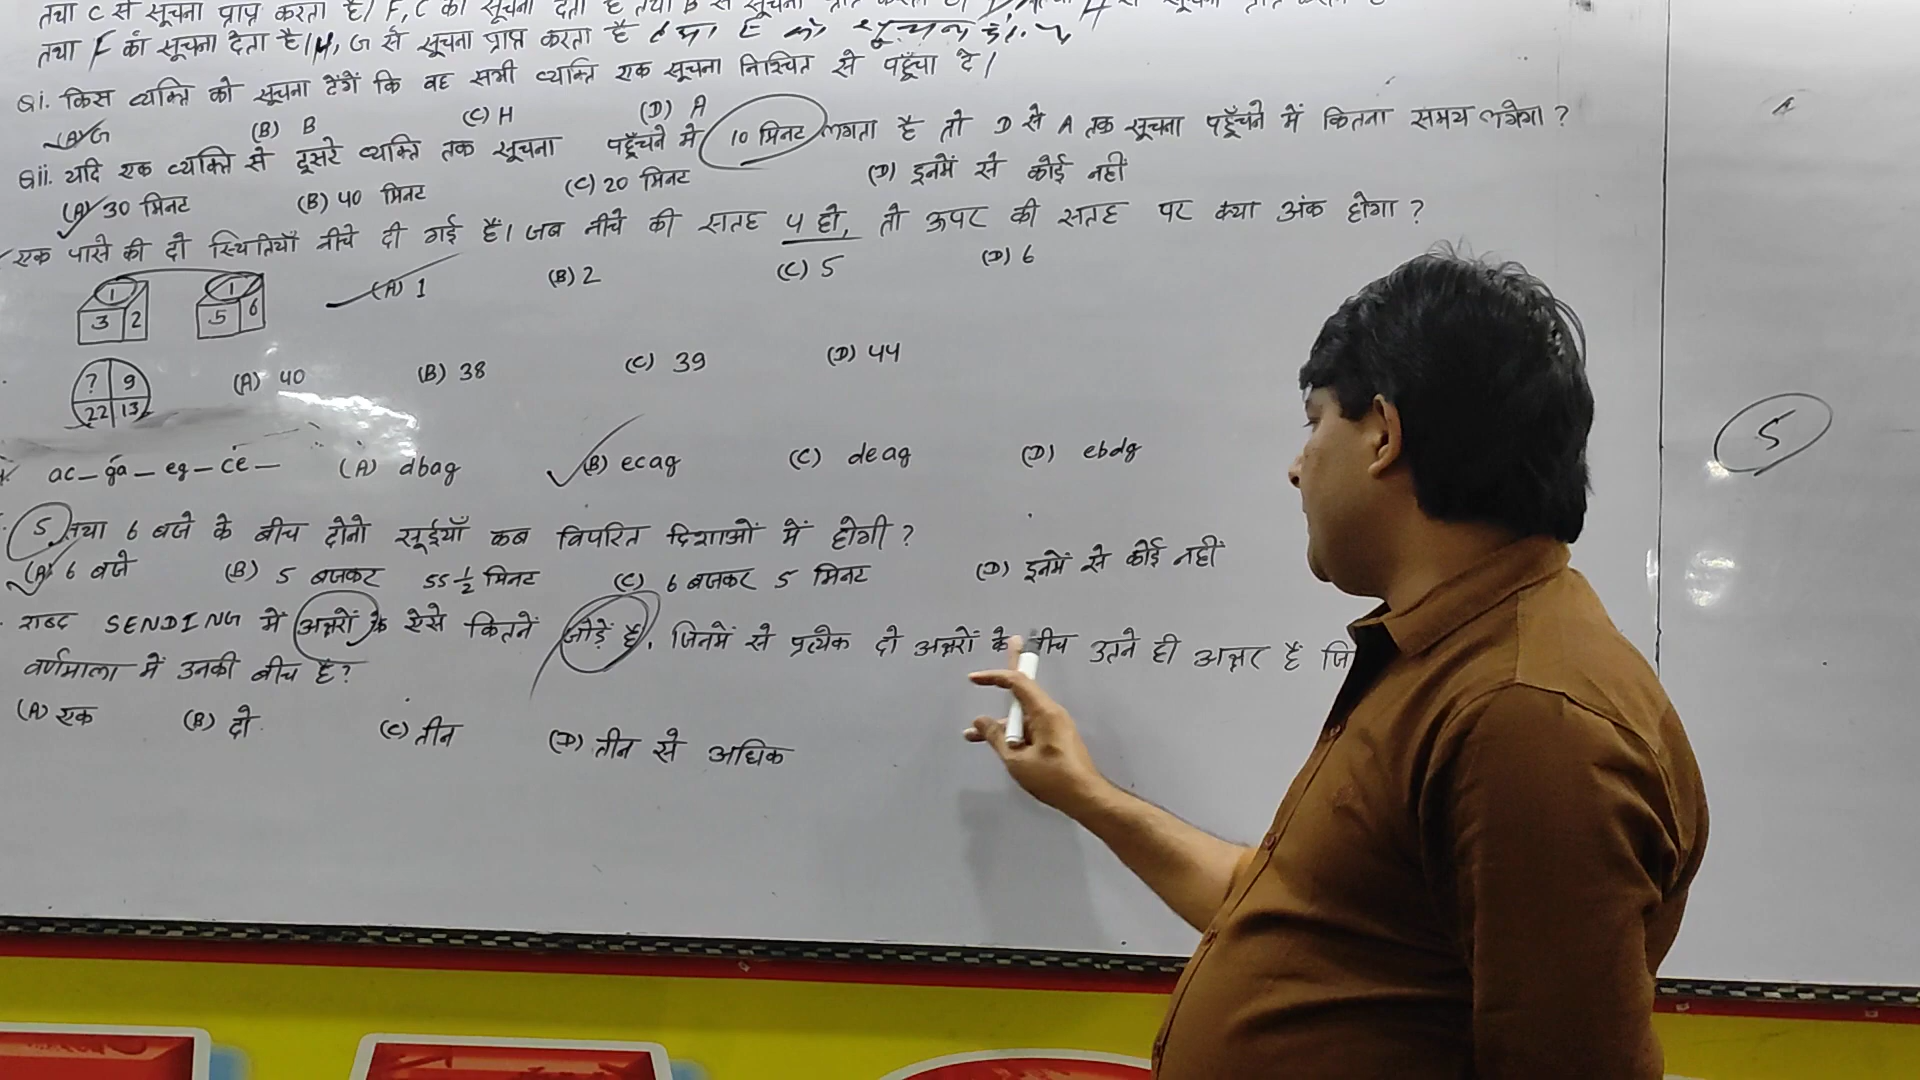 तथा C से सूचना प्राप्त करता है। F, C को सूचना देता है तथा B से सूचना
तथा F को सूचना देता है। H, G से सूचना प्राप्त करता है तथा E को
Qi. किस व्यक्ति को सूचना देंगें कि वह सभी व्यक्ति एक सूचना निश्चित से पहुँचा दे।
(A) G (B) B (C) H (D) A
Qii. यदि एक व्यक्ति से दूसरे व्यक्ति तक सूचना पहुँचने में 10 मिनट लगता है तो D से A तक सूचना पहुँचने में कितना समय लगेगा?
(A) 30 मिनट (B) 40 मिनट (C) 20 मिनट (D) इनमें से कोई नहीं
एक पासे की दो स्थितियाँ नीचे दी गई हैं। जब नीचे की सतह 4 हो, तो ऊपर की सतह पर क्या अंक होगा?
1 3 2 1 5 6 (A) 1 (B) 2 (C) 5 (D) 6
? 9 (A) 40 (B) 38 (C) 39 (D) 44
22 13
5
ac _ ga _ eg _ ce _ (A) dbag (B) ecag (C) deag (D) ebdg
5 तथा 6 बजे के बीच दोनो सूईयाँ कब विपरित दिशाओं में होगी?
(A) 6 बजे (B) 5 बजकर 55 1/2 मिनट (C) 6 बजकर 5 मिनट (D) इनमें से कोई नहीं
शब्द SENDING में अक्षरों के ऐसे कितनें जोड़ें है, जिनमें से प्रत्येक दो अक्षरों के बीच उतने ही अक्षर हैं
वर्णमाला में उनकी बीच है?
(A) एक (B) दो (C) तीन (D) तीन से अधिक